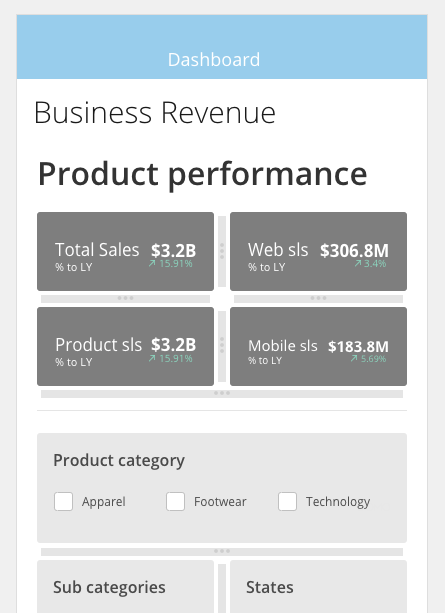 Dashboard
Business Revenue
Product performance
Total Sales $3.2B
% to LY 15.91%
Web sls $306.8M
% to LY 3.4%
Product sls $3.2B
% to LY 15.91%
Mobile sls $183.8M
% to LY 5.69%
Product category
Apparel
Footwear
Technology
Sub categories
States